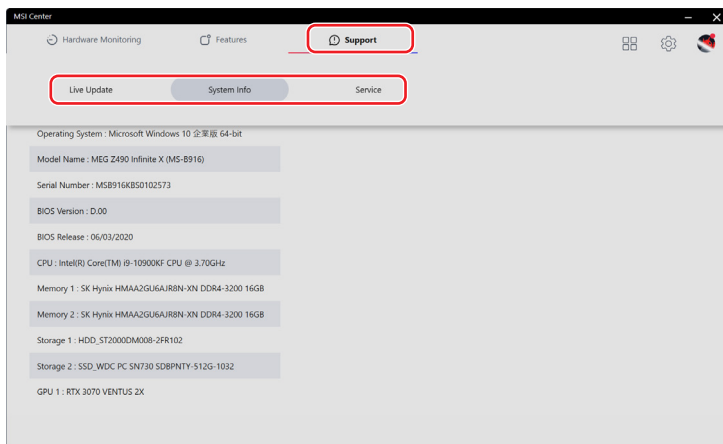 MSI Center
Hardware Monitoring
Features
Support
Live Update
System Info
Service
Operating System : Microsoft Windows 10 企業版 64-bit
Model Name : MEG Z490 Infinite X (MS-B916)
Serial Number : MSB916KBS0102573
BIOS Version : D.00
BIOS Release : 06/03/2020
CPU : Intel(R) Core(TM) i9-10900KF CPU @ 3.70GHz
Memory 1 : SK Hynix HMAA2GU6AJR8N-XN DDR4-3200 16GB
Memory 2 : SK Hynix HMAA2GU6AJR8N-XN DDR4-3200 16GB
Storage 1 : HDD_ST2000DM008-2FR102
Storage 2 : SSD_WDC PC SN730 SDBPNTY-512G-1032
GPU 1 : RTX 3070 VENTUS 2X